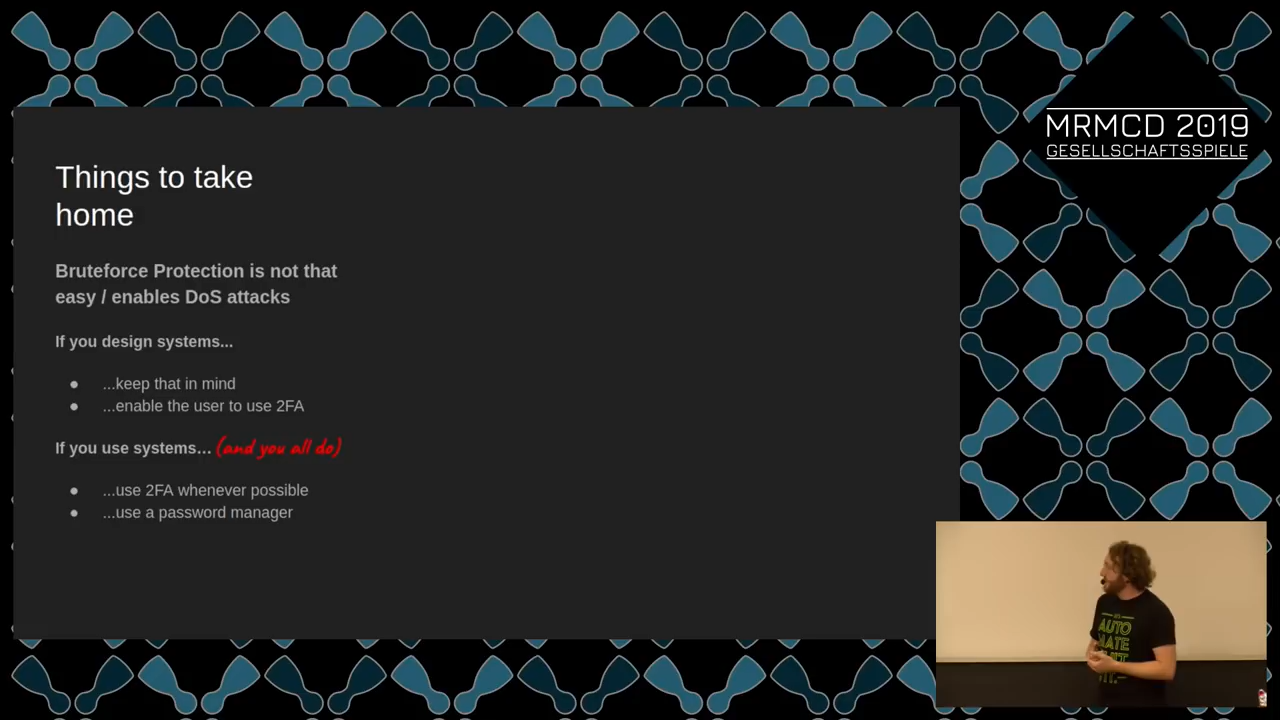 MRMCD 2019
GESELLSCHAFTSSPIELE
Things to take
home
Bruteforce Protection is not that
easy / enables DoS attacks
If you design systems...
● ...keep that in mind
● ...enable the user to use 2FA
If you use systems... (and you all do)
● ...use 2FA whenever possible
● ...use a password manager
AUTO
MATE